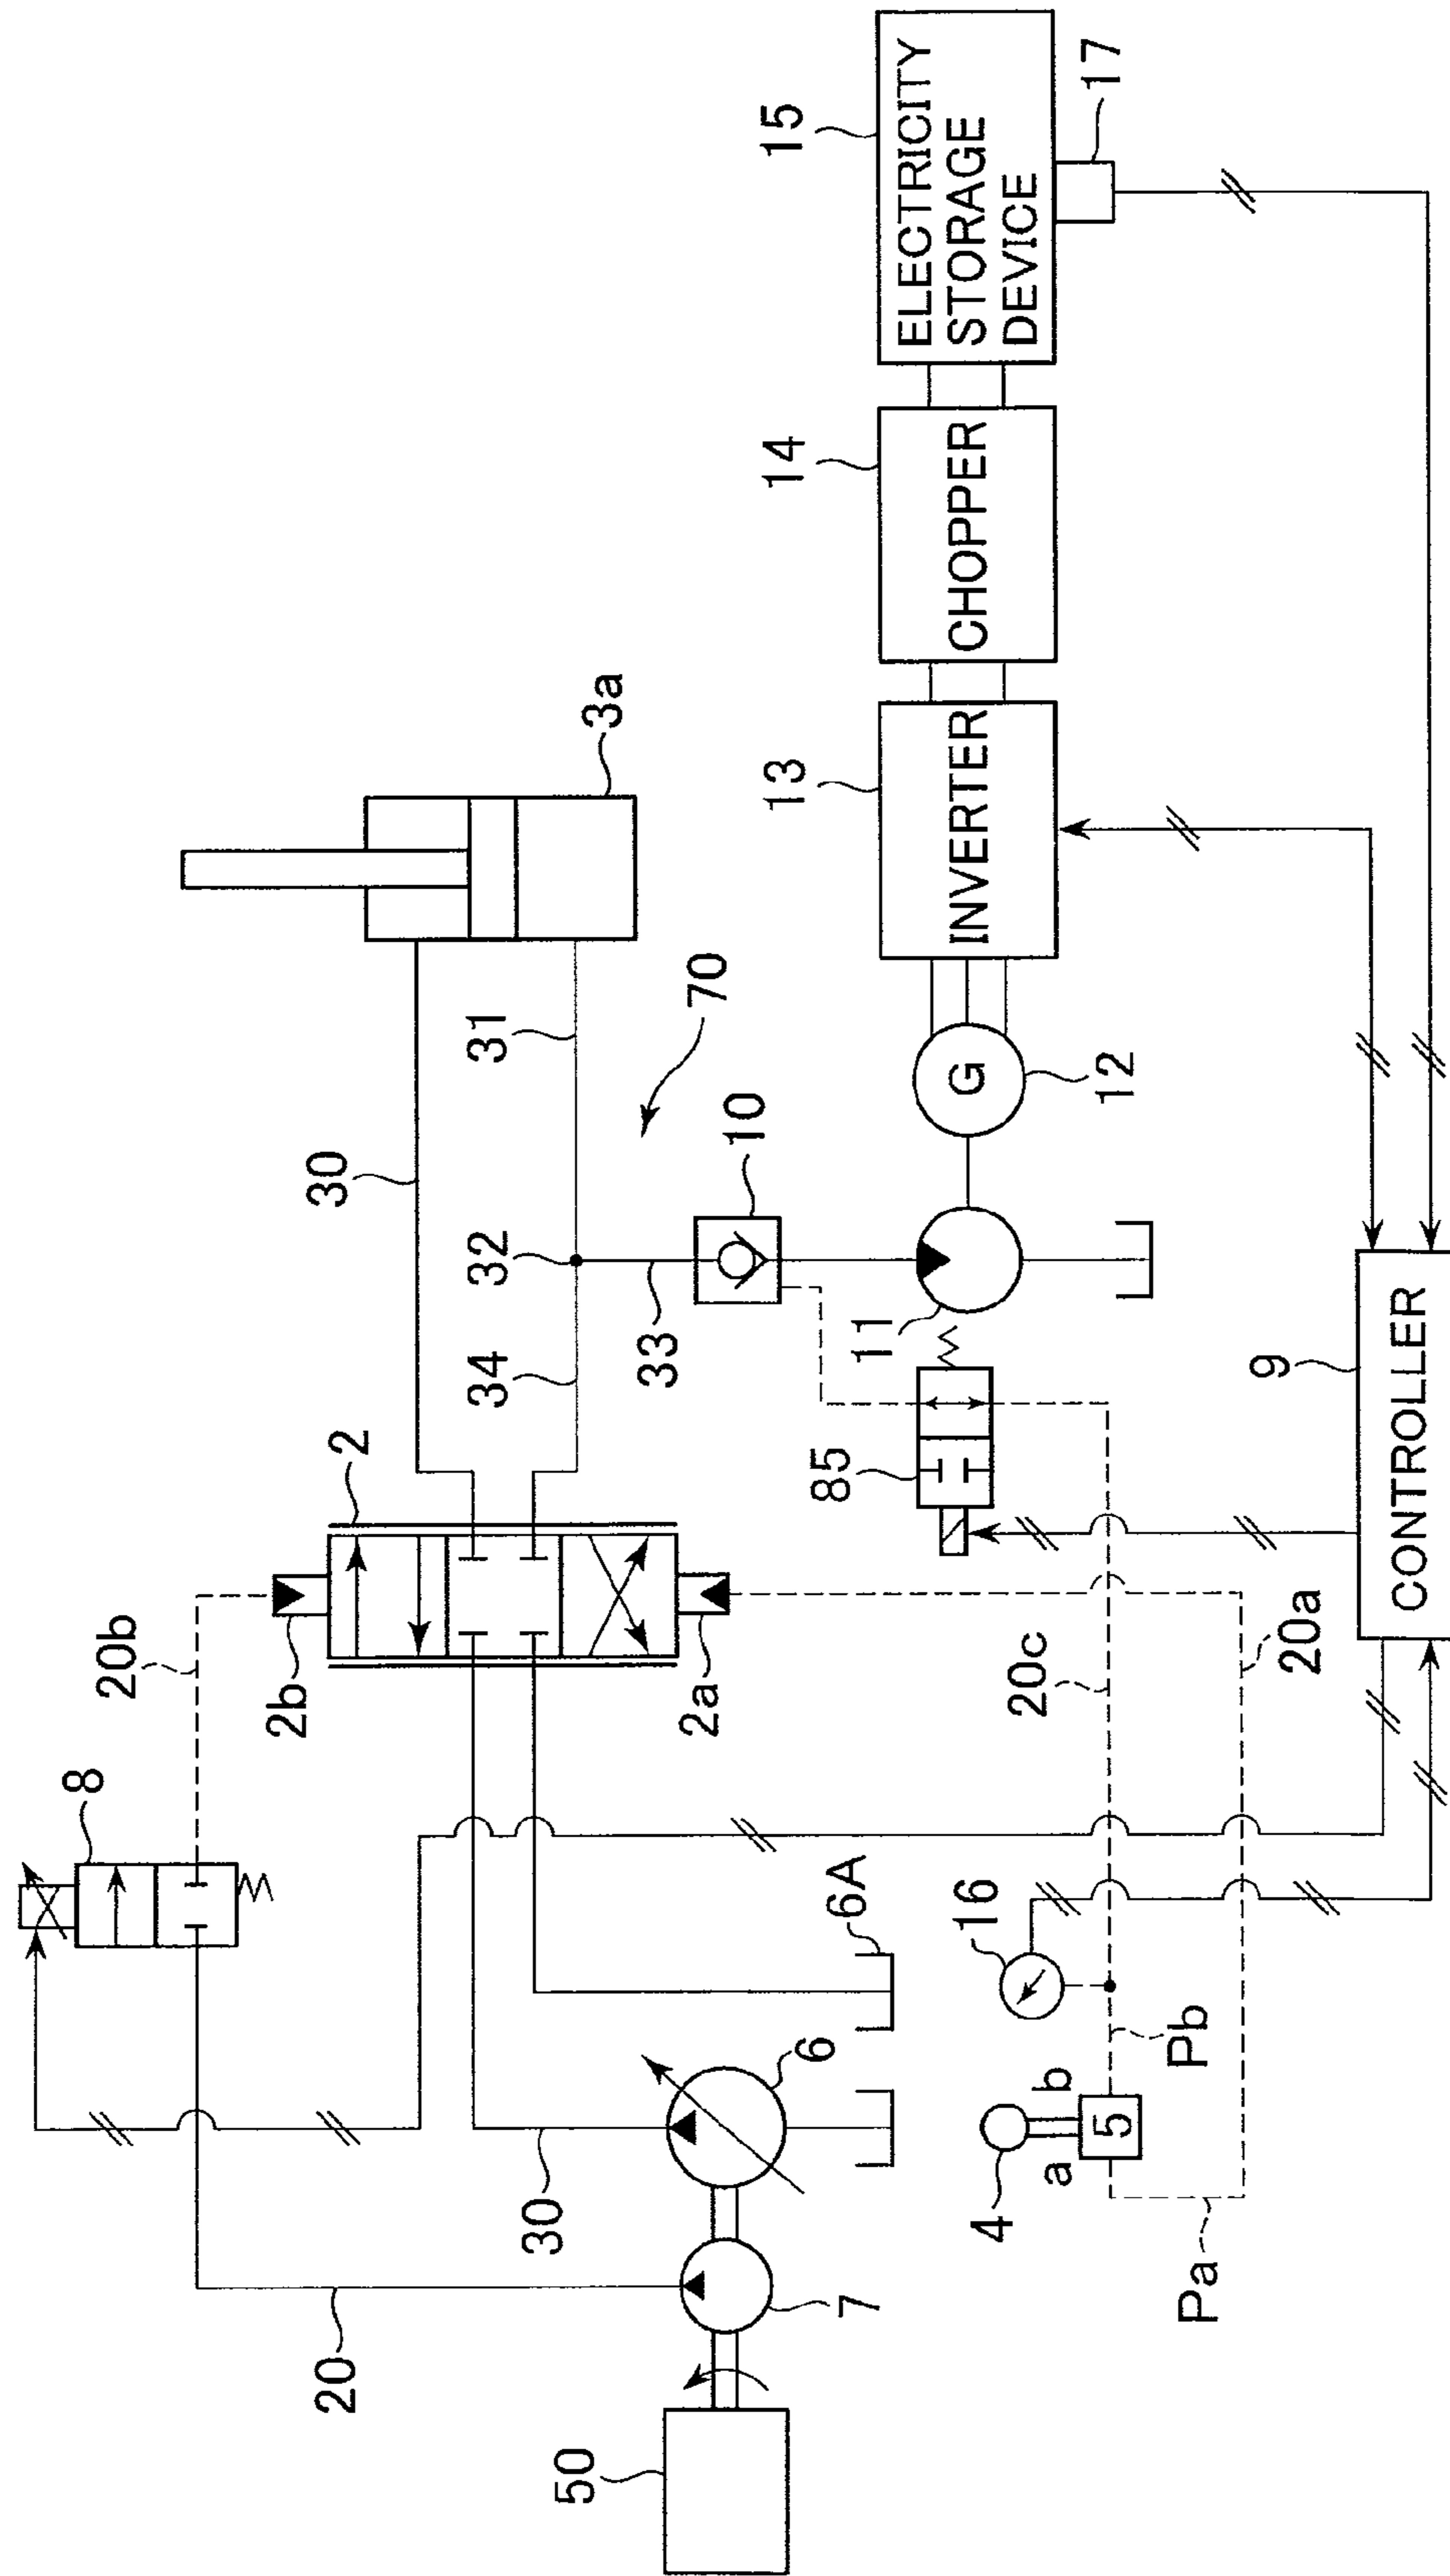 8
20b
2b
2
30
3a
20
2a
34
32
31
70
33
10
30
50
7
6
6A
11
12
G
13
INVERTER
14
CHOPPER
15
ELECTRICITY
STORAGE
DEVICE
17
85
16
4
a
b
5
Pb
Pa
20c
20a
9
CONTROLLER